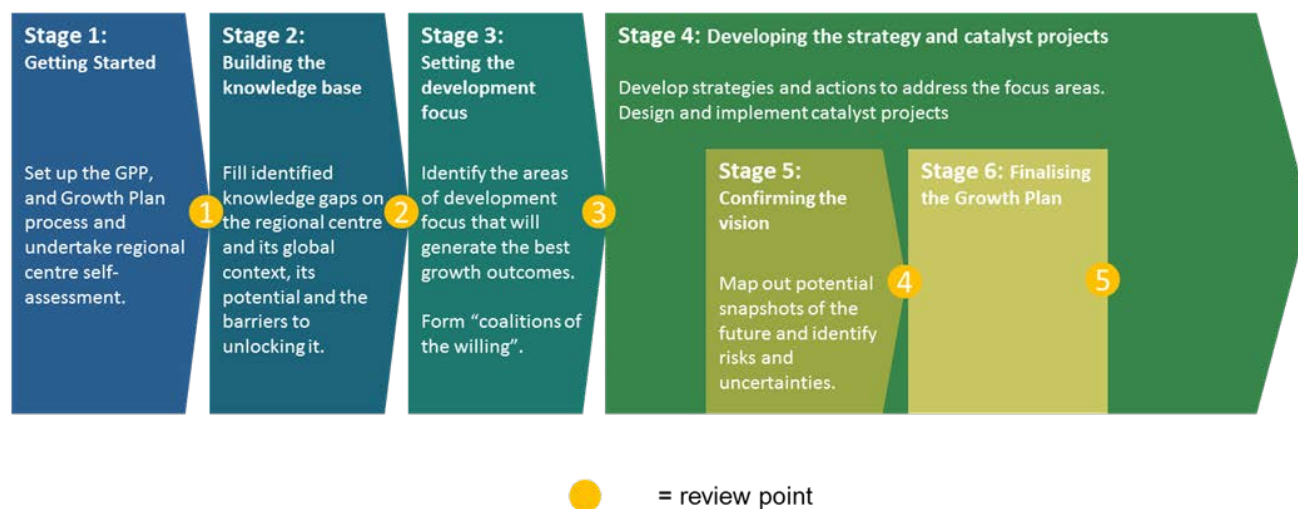 Stage 1:
Getting Started
Set up the GPP,
and Growth Plan
process and
undertake regional
centre self-
assessment.
1
Stage 2:
Building the
knowledge base
Fill identified
knowledge gaps on
the regional centre
and its global
context, its
potential and the
barriers to
unlocking it.
2
Stage 3:
Setting the
development
focus
Identify the areas
of development
focus that will
generate the best
growth outcomes.
Form “coalitions of
the willing”.
3
Stage 4: Developing the strategy and catalyst projects
Develop strategies and actions to address the focus areas.
Design and implement catalyst projects
Stage 5:
Confirming the
vision
Map out potential
snapshots of the
future and identify
risks and
uncertainties.
4
Stage 6: Finalising
the Growth Plan
5
= review point